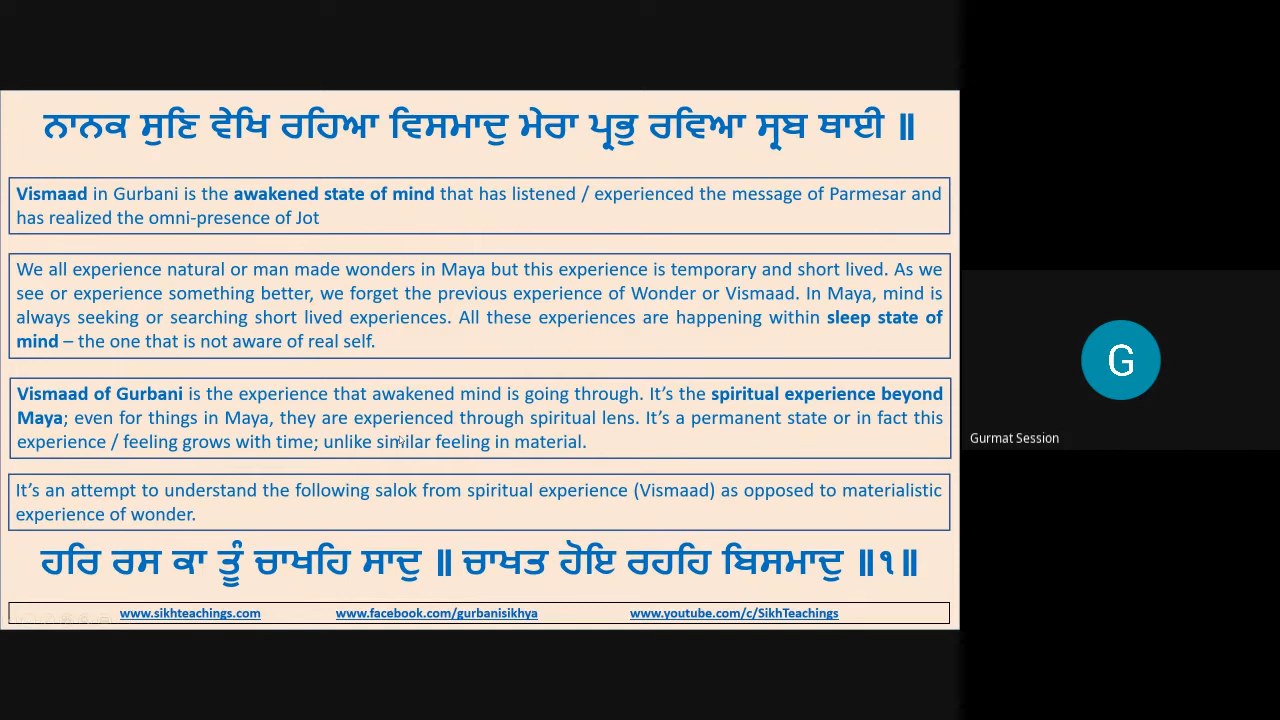 ਨਾਨਕ ਸੁਣਿ ਵੇਖਿ ਰਹਿਆ ਵਿਸਮਾਦੁ ਮੇਰਾ ਪ੍ਰਭੁ ਰਵਿਆ ਸ੍ਰਬ ਥਾਈ ॥
Vismaad in Gurbani is the awakened state of mind that has listened / experienced the message of Parmesar and
has realized the omni-presence of Jot
We all experience natural or man made wonders in Maya but this experience is temporary and short lived. As we
see or experience something better, we forget the previous experience of Wonder or Vismaad. In Maya, mind is
always seeking or searching short lived experiences. All these experiences are happening within sleep state of
mind – the one that is not aware of real self.
Vismaad of Gurbani is the experience that awakened mind is going through. It’s the spiritual experience beyond
Maya; even for things in Maya, they are experienced through spiritual lens. It’s a permanent state or in fact this
experience / feeling grows with time; unlike similar feeling in material.
It’s an attempt to understand the following salok from spiritual experience (Vismaad) as opposed to materialistic
experience of wonder.
ਹਰਿ ਰਸ ਕਾ ਤੂੰ ਚਾਖਹਿ ਸਾਦੁ ॥ ਚਾਖਤ ਹੋਇ ਰਹਹਿ ਬਿਸਮਾਦੁ ॥੧॥
www.sikhteachings.com www.facebook.com/gurbanisikhya www.youtube.com/c/SikhTeachings
G
Gurmat Session